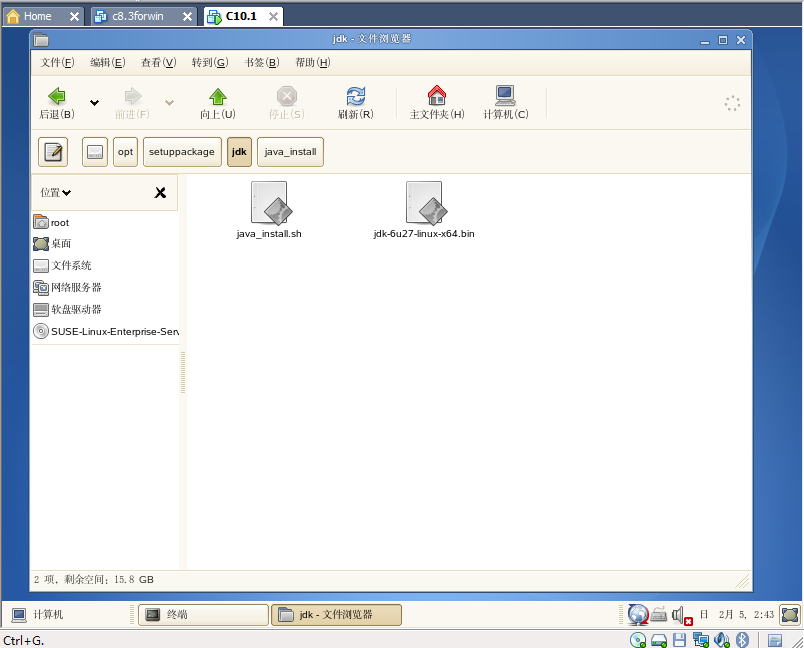 Home c8.3forwin C10.1
jdk - 文件浏览器
文件(F) 编辑(E) 查看(V) 转到(G) 书签(B) 帮助(H)
后退(B) 前进(F) 向上(U) 停止(S) 刷新(R) 主文件夹(H) 计算机(C)
opt setuppackage jdk java_install
位置
root
桌面
文件系统
网络服务器
软盘驱动器
SUSE-Linux-Enterprise-Serv
java_install.sh
jdk-6u27-linux-x64.bin
2 项，剩余空间：15.8 GB
计算机 终端 jdk - 文件浏览器 日 2月 5, 2:43
Ctrl+G.